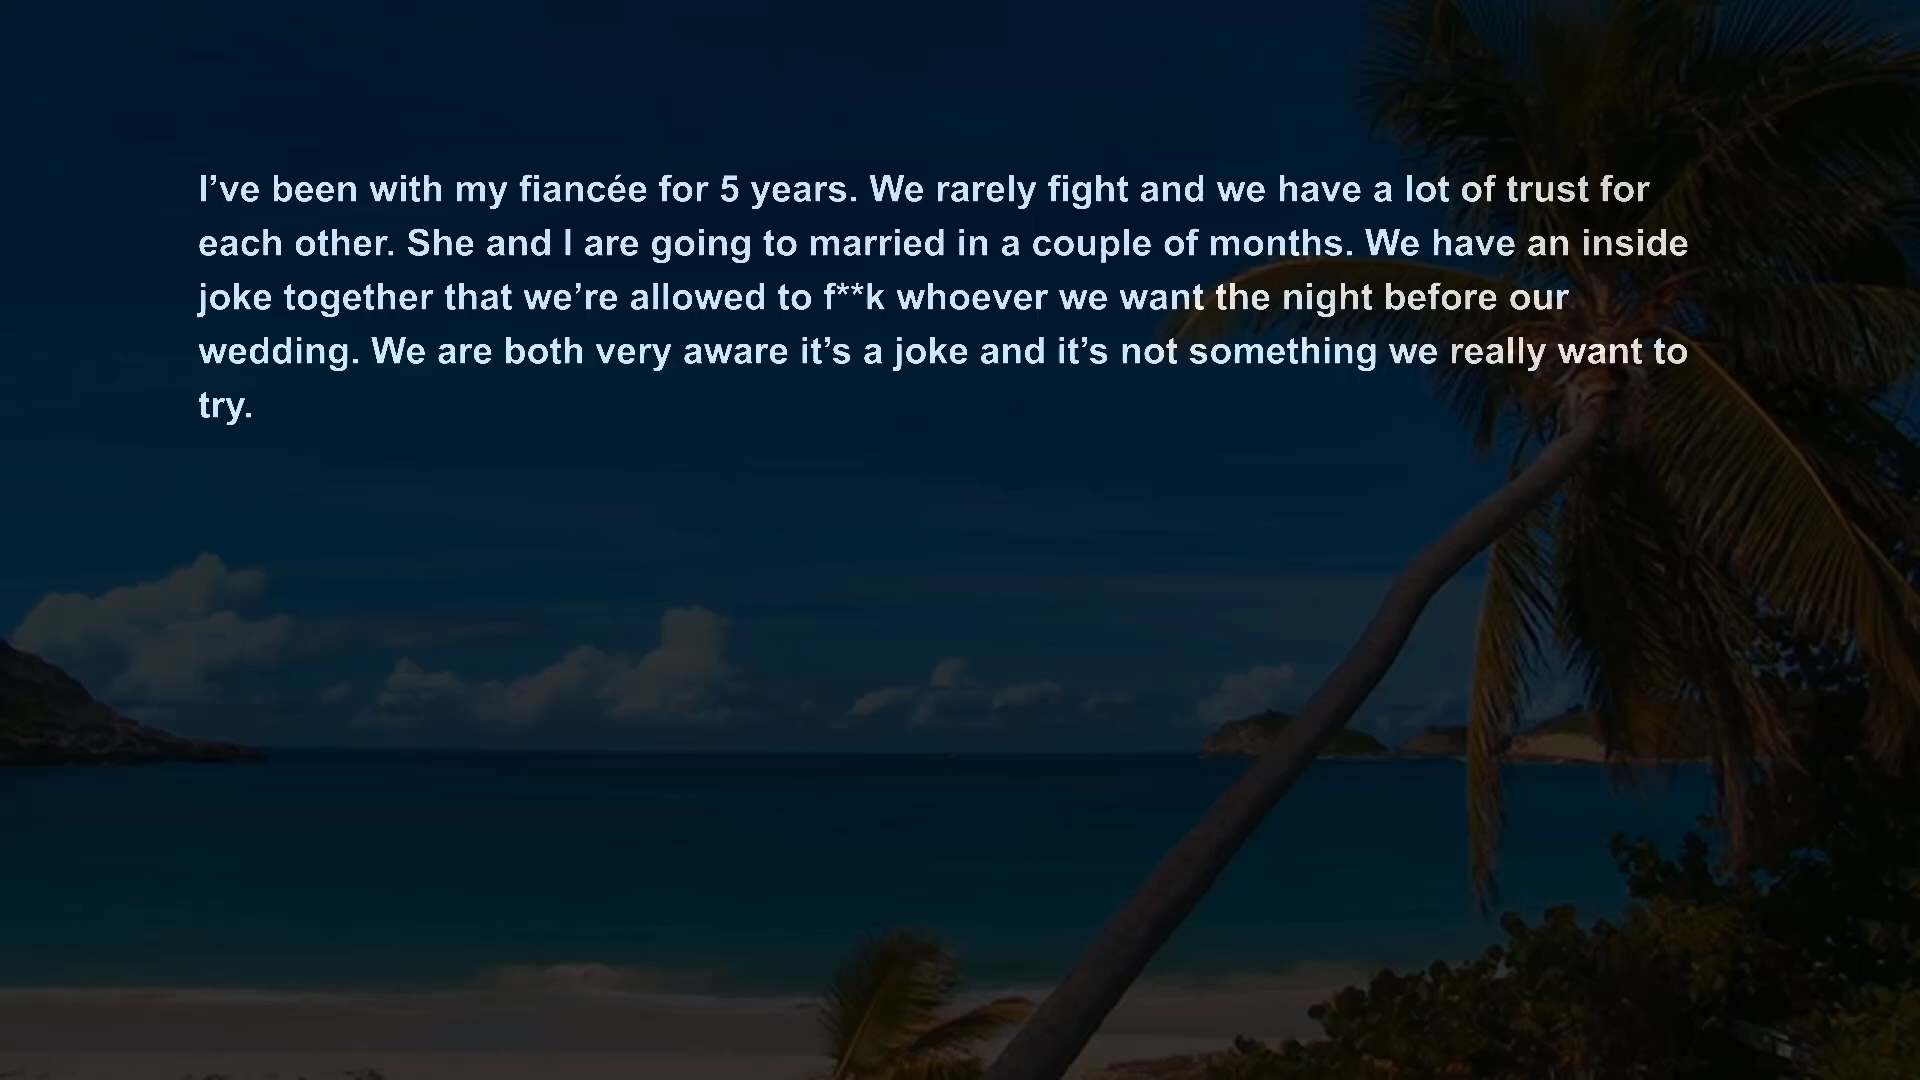 I’ve been with my fiancée for 5 years. We rarely fight and we have a lot of trust for
each other. She and I are going to married in a couple of months. We have an inside
joke together that we’re allowed to f**k whoever we want the night before our
wedding. We are both very aware it’s a joke and it’s not something we really want to
try.